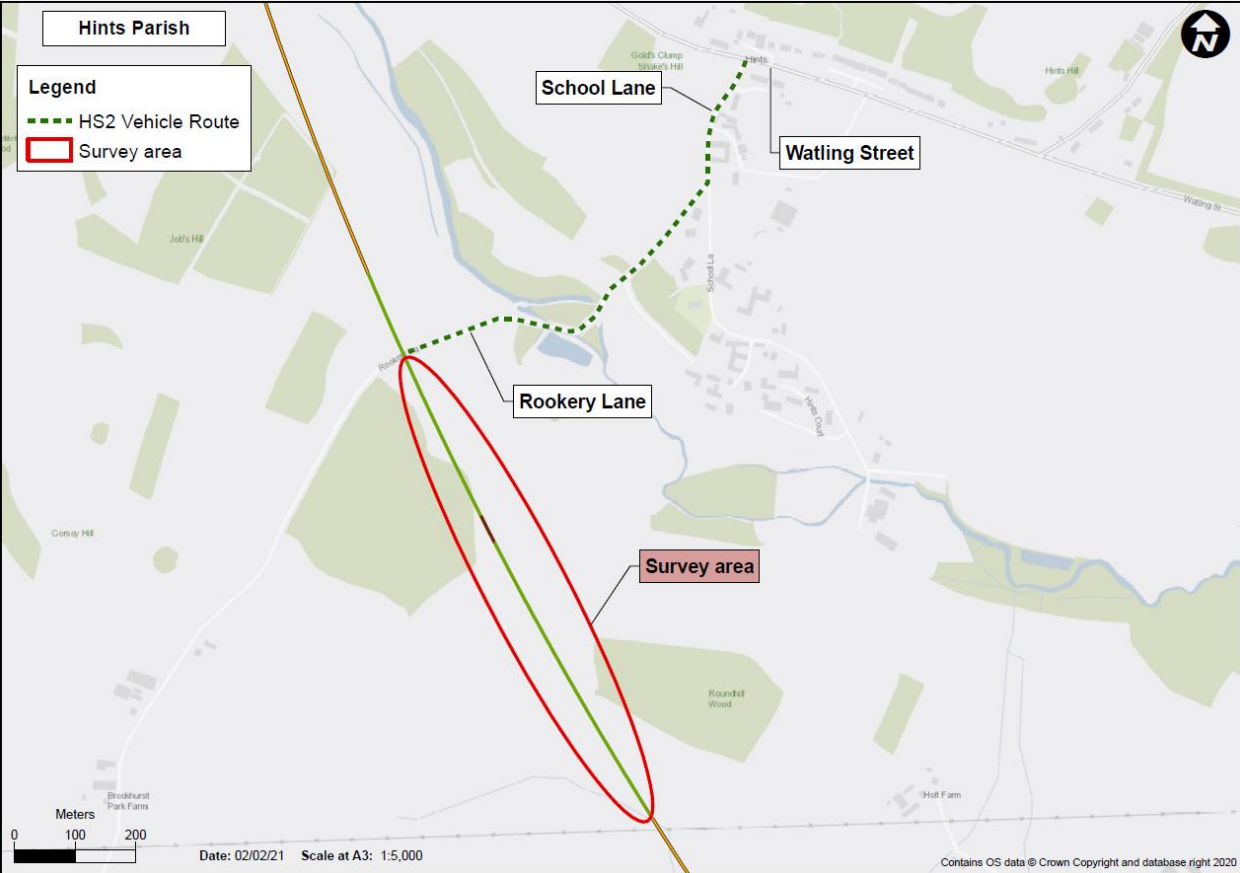 Hints Parish
Legend
HS2 Vehicle Route
Survey area
N
Gold's Clump
Snake's Hill
Hints
Hints Hill
School Lane
Watling Street
Watling St
Job's Hill
School La
Rookery Lane
Hints Court
Gorsey Hill
Survey area
Roundhill
Wood
Brockhurst
Park Farm
Holt Farm
Meters
0 100 200
Date: 02/02/21 Scale at A3: 1:5,000
Contains OS data © Crown Copyright and database right 2020